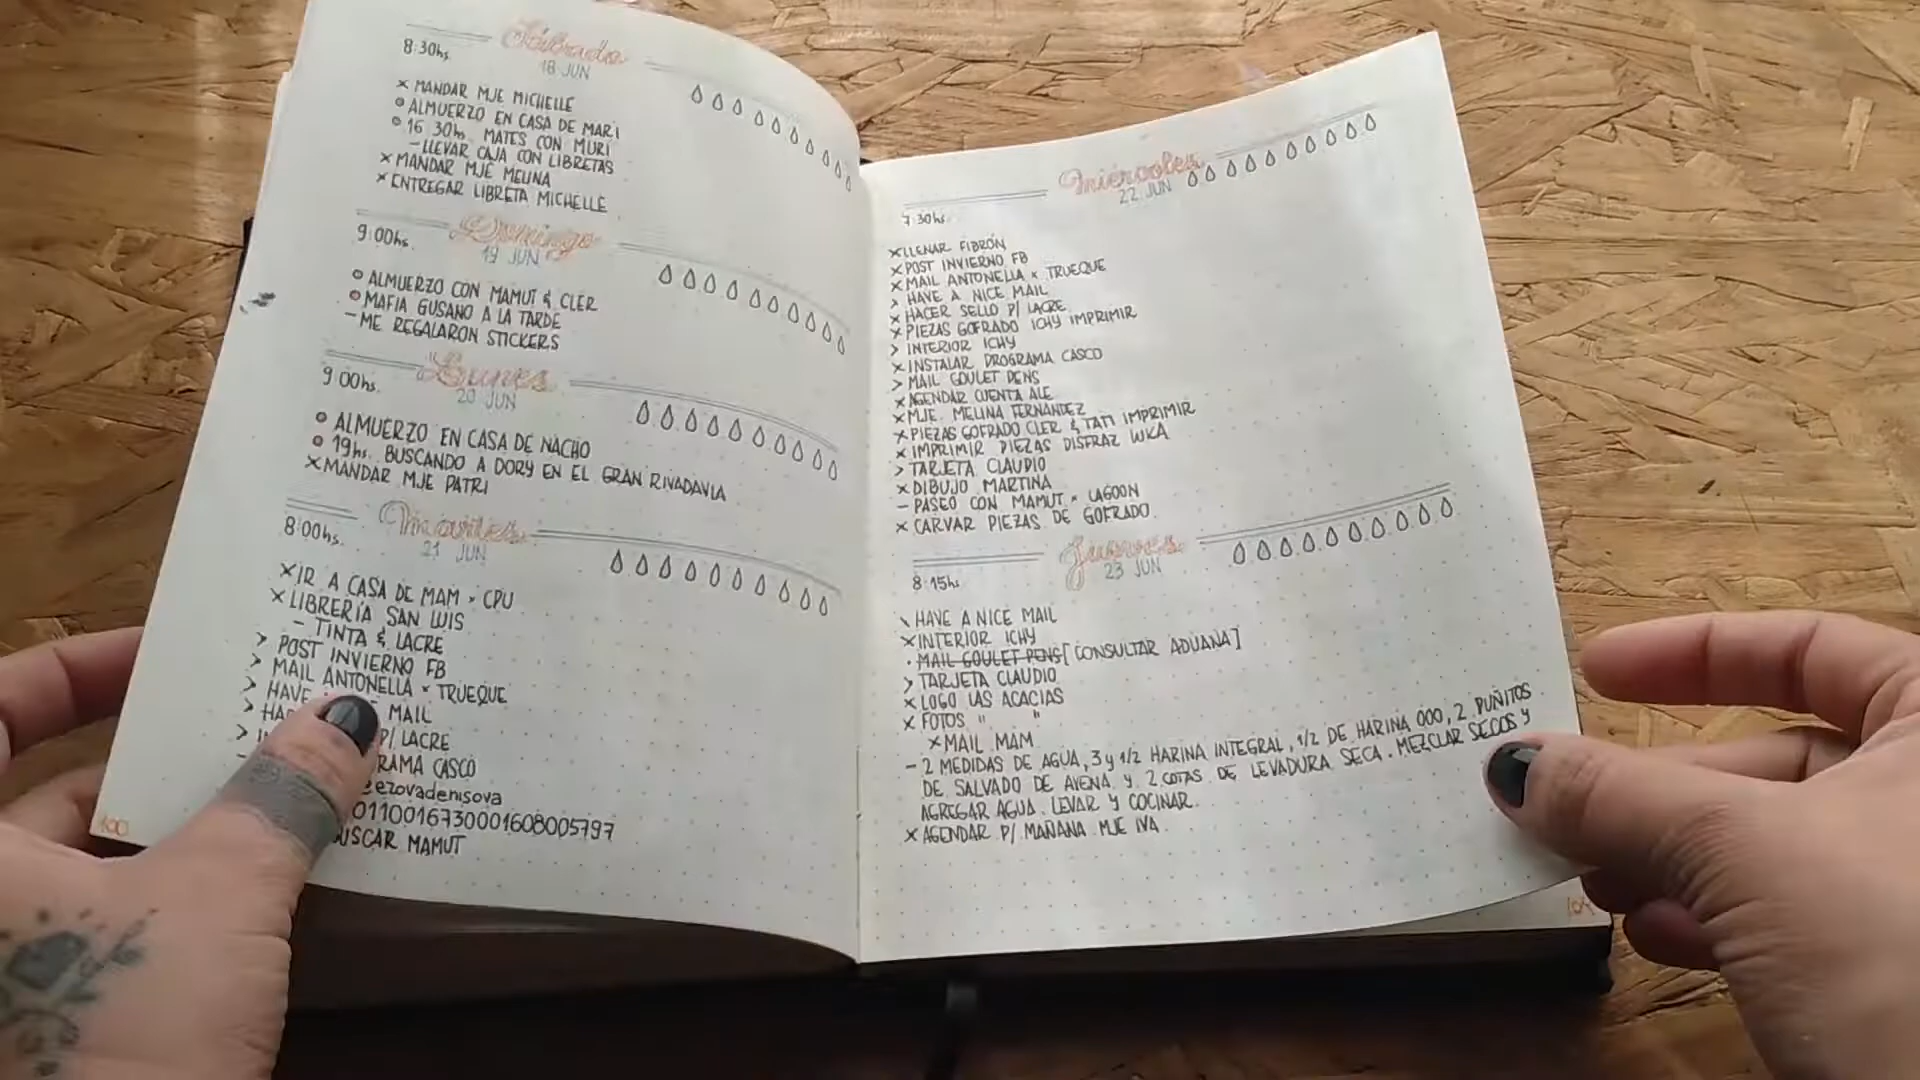 Sábado
18 JUN
8:30hs.
× MANDAR MJE MICHELLE
ALMUERZO EN CASA DE MARI
16 30hs. MATES CON MURI
– LLEVAR CAJA CON LIBRETAS
× MANDAR MJE MELINA
× ENTREGAR LIBRETA MICHELLE
Domingo
19 JUN
9:00hs.
ALMUERZO CON MAMUT & CLER
MAFIA GUSANO A LA TARDE
– ME REGALARON STICKERS
Lunes
20 JUN
9:00hs.
ALMUERZO EN CASA DE NACHO
19hs. BUSCANDO A DORY EN EL GRAN RIVADAVIA
× MANDAR MJE PATRI
Martes
21 JUN
8:00hs.
× IR A CASA DE MAM × CPU
× LIBRERÍA SAN LUIS
– TINTA & LACRE
> POST INVIERNO FB
> MAIL ANTONELLA × TRUEQUE
> HAVE MAIL
> P/ LACRE
> RAMA CASCO
ezovadenisova
0110016730001608005797
BUSCAR MAMUT
100
Miércoles
22 JUN
7:30hs.
× LLENAR FIBRÓN
× POST INVIERNO FB
× MAIL ANTONELLA × TRUEQUE
> HAVE A NICE MAIL
× HACER SELLO P/ LACRE
× PIEZAS GOFRADO ICHY IMPRIMIR
> INTERIOR ICHY
× INSTALAR PROGRAMA CASCO
> MAIL GOULET PENS
× AGENDAR CUENTA ALE
× MJE. MELINA FERNANDEZ
× PIEZAS GOFRADO CLER & TATI IMPRIMIR
× IMPRIMIR PIEZAS DISFRAZ WKA
> TARJETA CLAUDIO
× DIBUJO MARTINA
– PASEO CON MAMUT × LAGOON
× CARVAR PIEZAS DE GOFRADO
Jueves
23 JUN
8:15hs
\ HAVE A NICE MAIL
× INTERIOR ICHY
· MAIL GOULET PENS [CONSULTAR ADUANA]
> TARJETA CLAUDIO
× LOGO LAS ACACIAS
× FOTOS " "
× MAIL MAM
– 2 MEDIDAS DE AGUA, 3 y 1/2 HARINA INTEGRAL, 1/2 DE HARINA 000, 2 PUÑITOS
DE SALVADO DE AVENA Y 2 COTAS. DE LEVADURA SECA. MEZCLAR SECOS Y
AGREGAR AGUA. LEVAR Y COCINAR.
× AGENDAR P/ MAÑANA MJE IVA